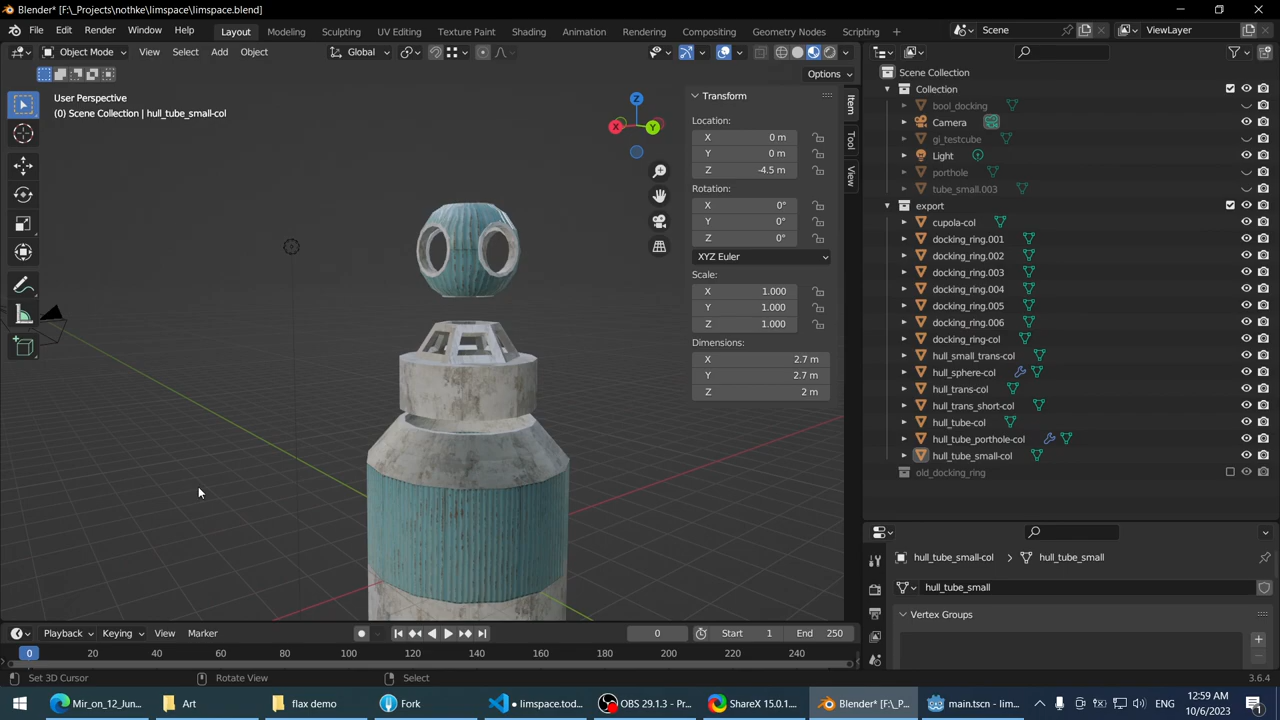 Blender* [F:\_Projects\nothke/limspace\limspace.blend]
File Edit Render Window Help Layout Modeling Sculpting UV Editing Texture Paint Shading Animation Rendering Compositing Geometry Nodes Scripting + Scene ViewLayer
Object Mode View Select Add Object Global
Options
User Perspective
(0) Scene Collection | hull_tube_small-col
Z
X
Y
Transform
Location:
X 0 m
Y 0 m
Z -4.5 m
Rotation:
X 0°
Y 0°
Z 0°
XYZ Euler
Scale:
X 1.000
Y 1.000
Z 1.000
Dimensions:
X 2.7 m
Y 2.7 m
Z 2 m
Item
Tool
View
Scene Collection
Collection
bool_docking
Camera
gi_testcube
Light
porthole
tube_small.003
export
cupola-col
docking_ring.001
docking_ring.002
docking_ring.003
docking_ring.004
docking_ring.005
docking_ring.006
docking_ring-col
hull_small_trans-col
hull_sphere-col
hull_trans-col
hull_trans_short-col
hull_tube-col
hull_tube_porthole-col
hull_tube_small-col
old_docking_ring
hull_tube_small-col > hull_tube_small
hull_tube_small
Vertex Groups
Playback Keying View Marker 0 Start 1 End 250
0 20 40 60 80 100 120 140 160 180 200 220 240
Set 3D Cursor Rotate View Select 3.6.4
Mir_on_12_Jun... Art flax demo Fork • limspace.tod... OBS 29.1.3 - Pr... ShareX 15.0.1... Blender* [F:\_P... main.tscn - lim... 12:59 AM
10/6/2023